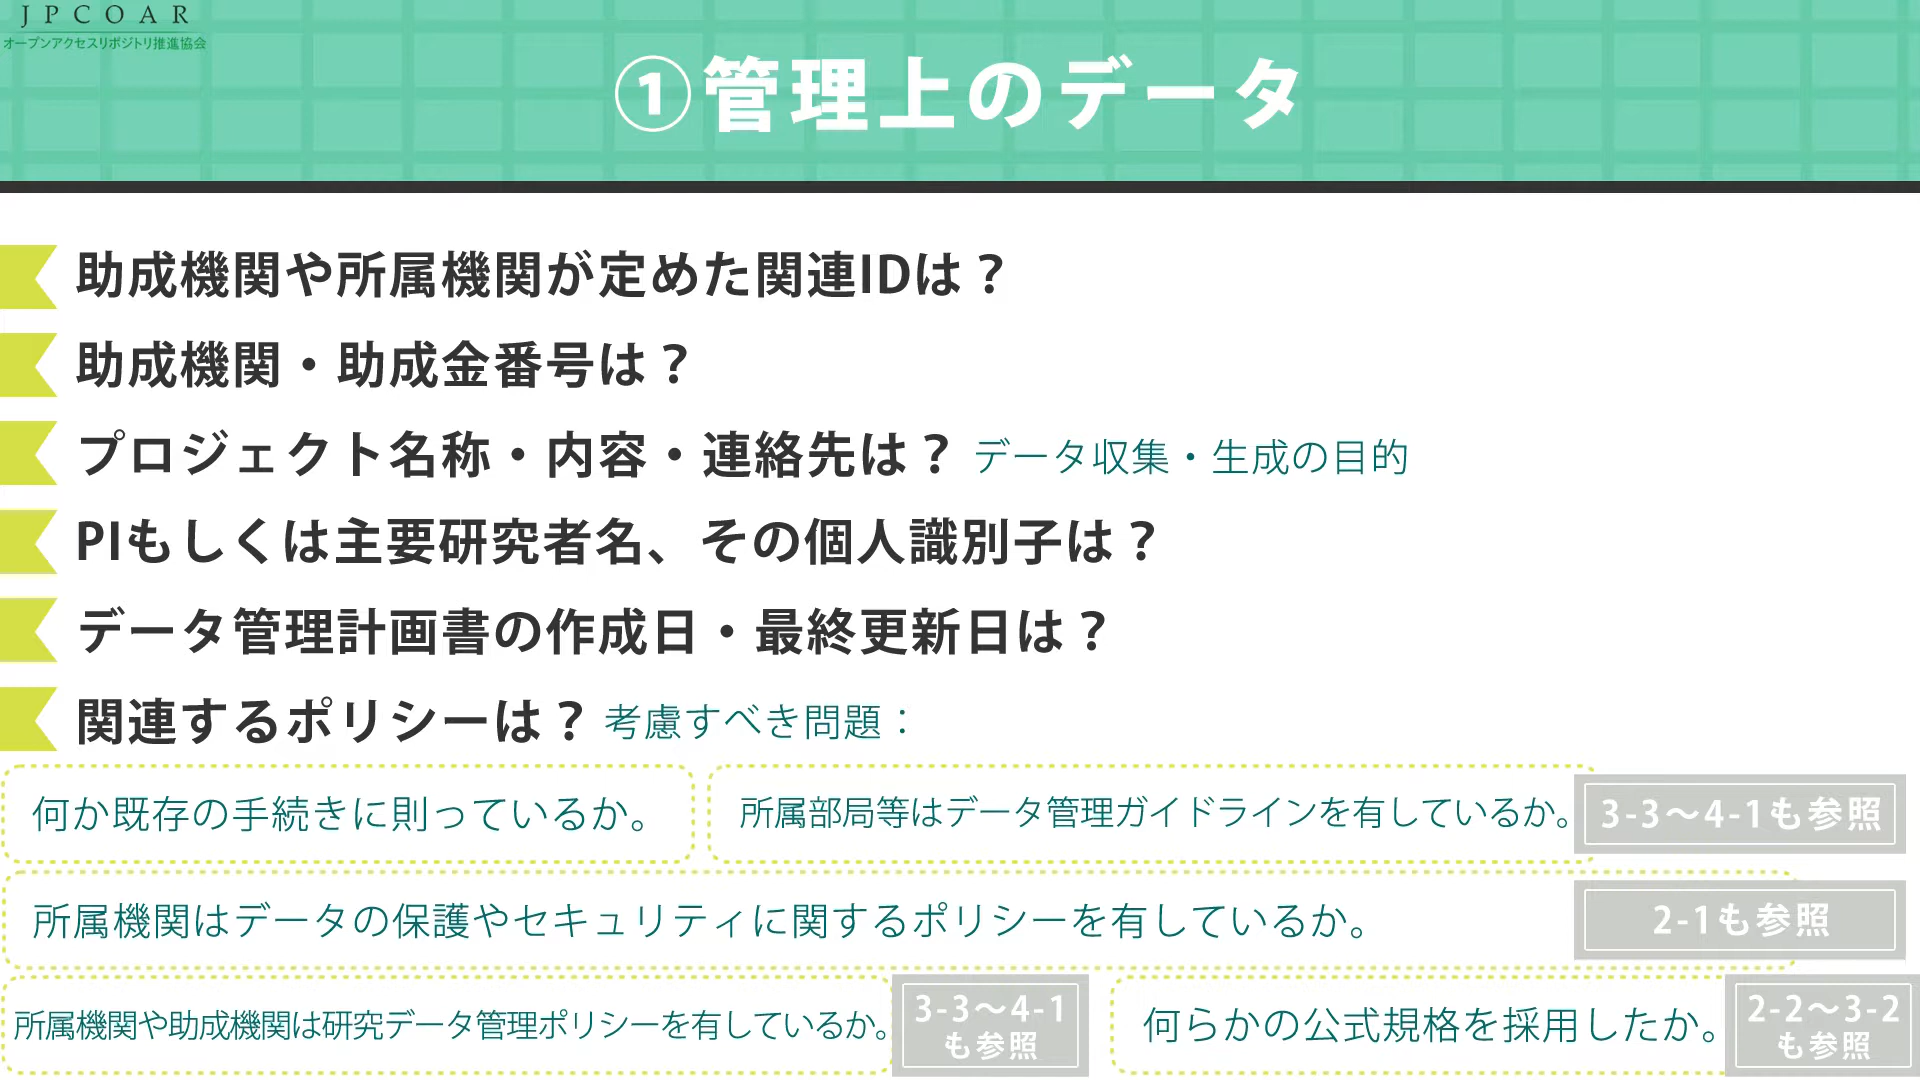 JPCOAR
オープンアクセスリポジトリ推進協会
①管理上のデータ
助成機関や所属機関が定めた関連IDは？
助成機関・助成金番号は？
プロジェクト名称・内容・連絡先は？ データ収集・生成の目的
PIもしくは主要研究者名、その個人識別子は？
データ管理計画書の作成日・最終更新日は？
関連するポリシーは？ 考慮すべき問題：
何か既存の手続きに則っているか。
所属部局等はデータ管理ガイドラインを有しているか。 3-3～4-1も参照
所属機関はデータの保護やセキュリティに関するポリシーを有しているか。 2-1も参照
所属機関や助成機関は研究データ管理ポリシーを有しているか。
3-3～4-1
も参照
何らかの公式規格を採用したか。
2-2～3-2
も参照